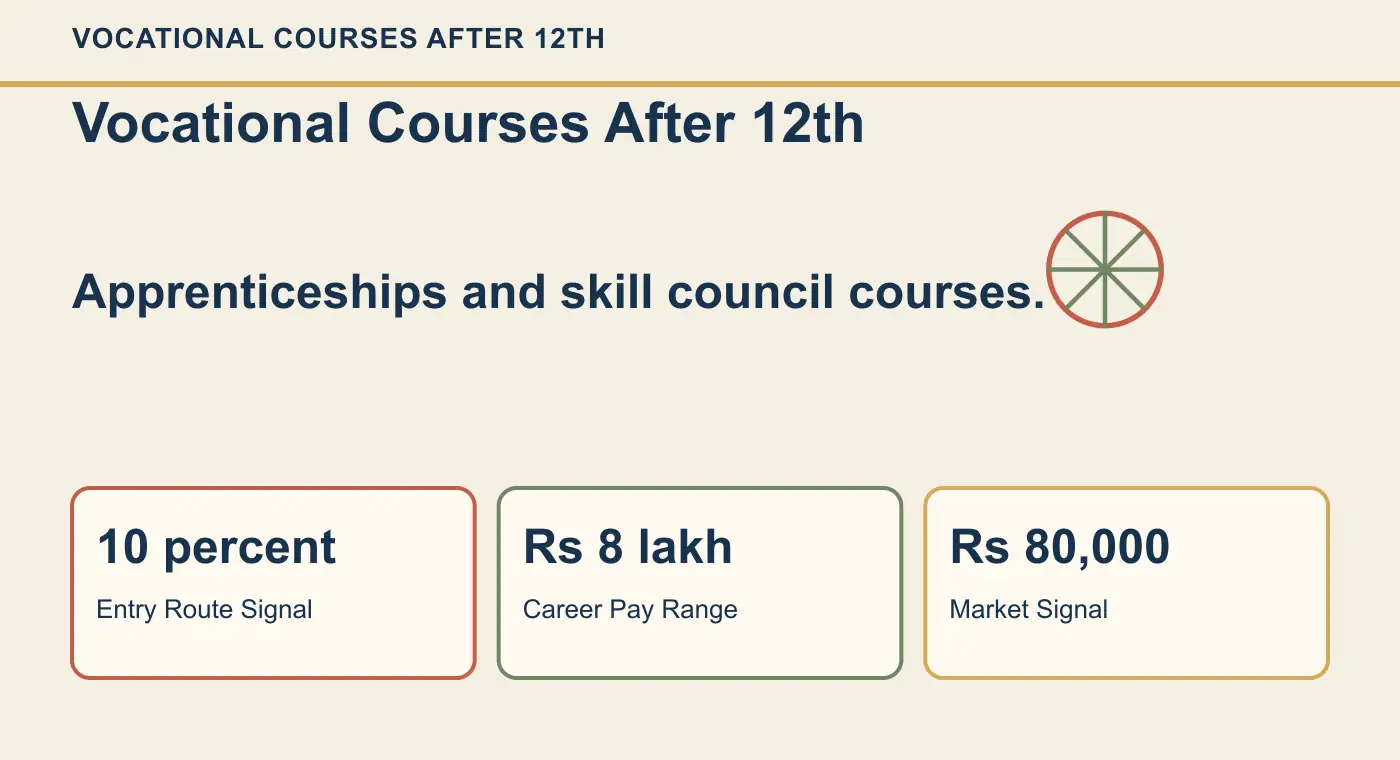 VOCATIONAL COURSES AFTER 12TH
Vocational Courses After 12th
Apprenticeships and skill council courses.
10 percent
Entry Route Signal
Rs 8 lakh
Career Pay Range
Rs 80,000
Market Signal